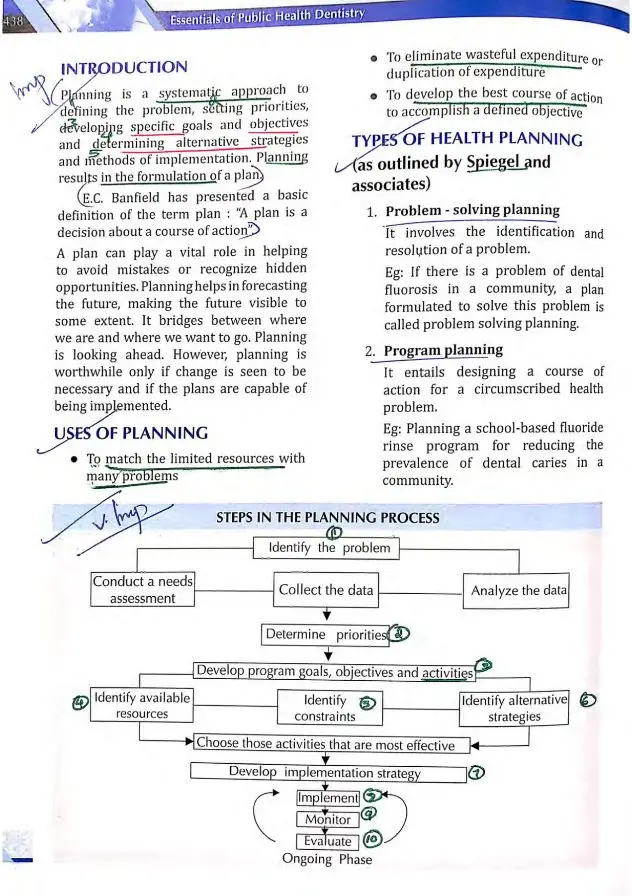 438
Essentials of Public Health Dentistry
Imp
INTRODUCTION
Planning is a systematic approach to
defining the problem, setting priorities,
developing specific goals and objectives
and determining alternative strategies
and methods of implementation. Planning
results in the formulation of a plan.
E.C. Banfield has presented a basic
definition of the term plan : "A plan is a
decision about a course of action".
A plan can play a vital role in helping
to avoid mistakes or recognize hidden
opportunities. Planning helps in forecasting
the future, making the future visible to
some extent. It bridges between where
we are and where we want to go. Planning
is looking ahead. However, planning is
worthwhile only if change is seen to be
necessary and if the plans are capable of
being implemented.
USES OF PLANNING
• To match the limited resources with
many problems
• To eliminate wasteful expenditure or
duplication of expenditure
• To develop the best course of action
to accomplish a defined objective
TYPES OF HEALTH PLANNING
(as outlined by Spiegel and
associates)
1. Problem - solving planning
It involves the identification and
resolution of a problem.
Eg: If there is a problem of dental
fluorosis in a community, a plan
formulated to solve this problem is
called problem solving planning.
2. Program planning
It entails designing a course of
action for a circumscribed health
problem.
Eg: Planning a school-based fluoride
rinse program for reducing the
prevalence of dental caries in a
community.
v. Imp
STEPS IN THE PLANNING PROCESS
1
Identify the problem
Conduct a needs
assessment
Collect the data
Analyze the data
Determine priorities 2
Develop program goals, objectives and activities 3
4 Identify available
resources
Identify 5
constraints
Identify alternative 6
strategies
Choose those activities that are most effective
Develop implementation strategy 7
Implement
Monitor 9
Evaluate 10
Ongoing Phase